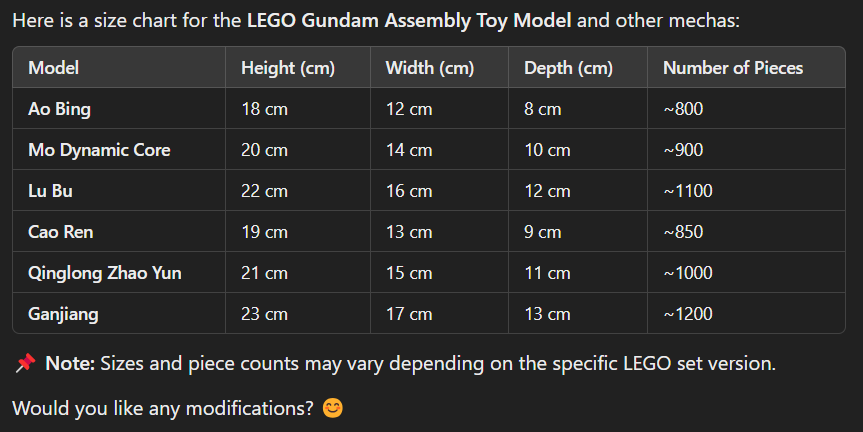 Here is a size chart for the LEGO Gundam Assembly Toy Model and other mechas:
Model Height (cm) Width (cm) Depth (cm) Number of Pieces
Ao Bing 18 cm 12 cm 8 cm ~800
Mo Dynamic Core 20 cm 14 cm 10 cm ~900
Lu Bu 22 cm 16 cm 12 cm ~1100
Cao Ren 19 cm 13 cm 9 cm ~850
Qinglong Zhao Yun 21 cm 15 cm 11 cm ~1000
Ganjiang 23 cm 17 cm 13 cm ~1200
📌 Note: Sizes and piece counts may vary depending on the specific LEGO set version.
Would you like any modifications? 😊